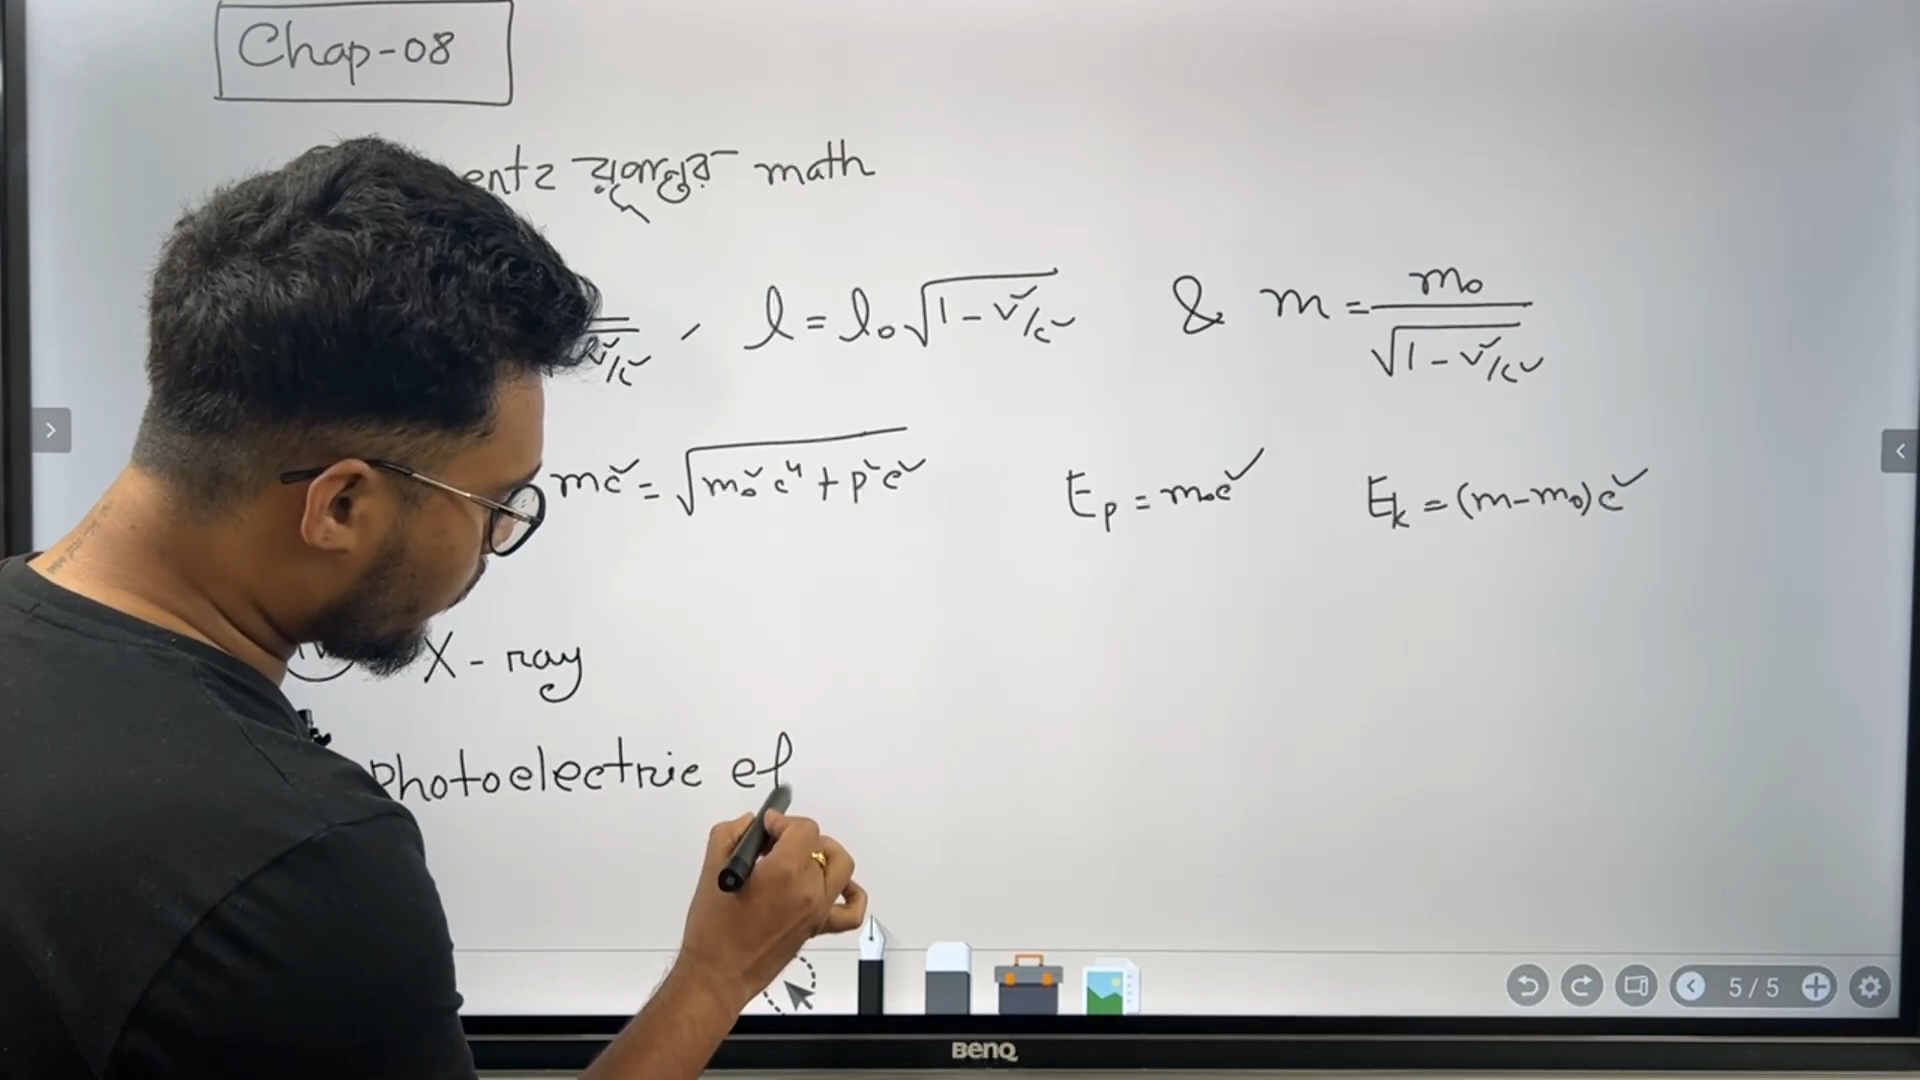 Chap-08
entz রূপান্তর math
v²/c² , l = l₀√(1 - v²/c²) & m = m₀/√(1 - v²/c²)
mc² = √(m₀²c⁴ + p²c²) Eₚ = m₀c² Eₖ = (m-m₀)c²
X-ray
Photoelectric ef
5/5
BenQ